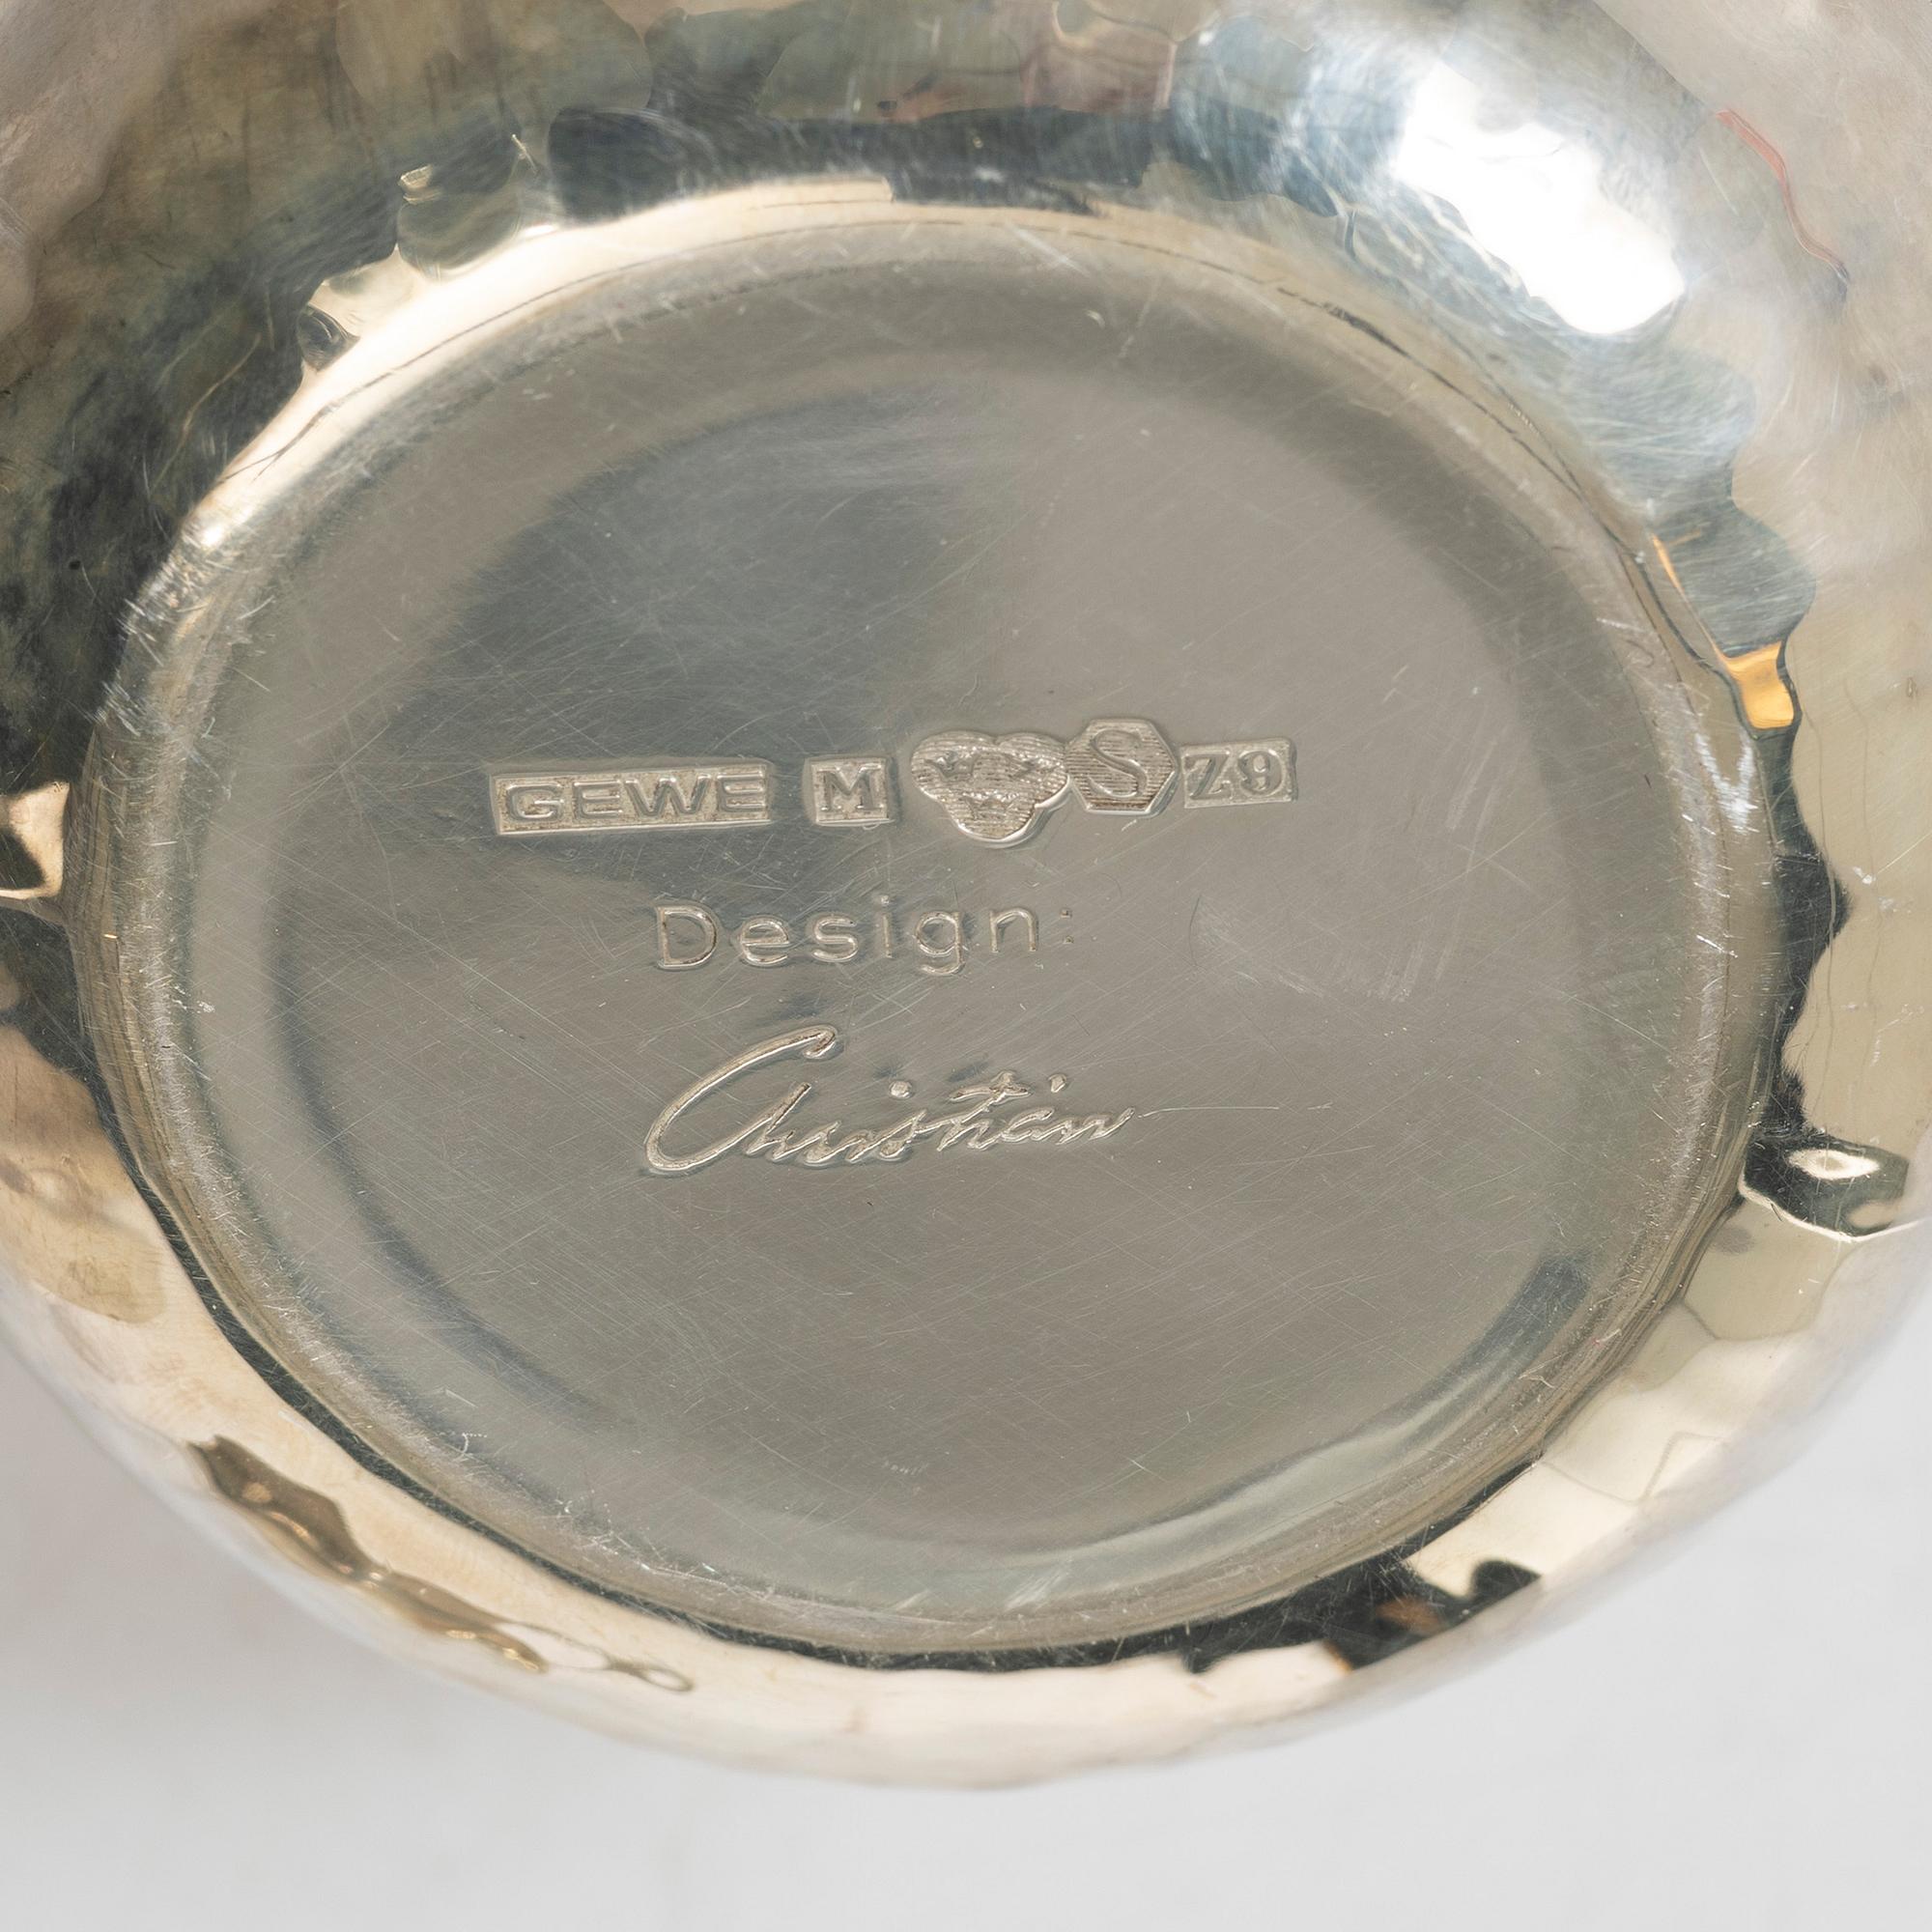 GEWE M S Z9
Design:
Christian